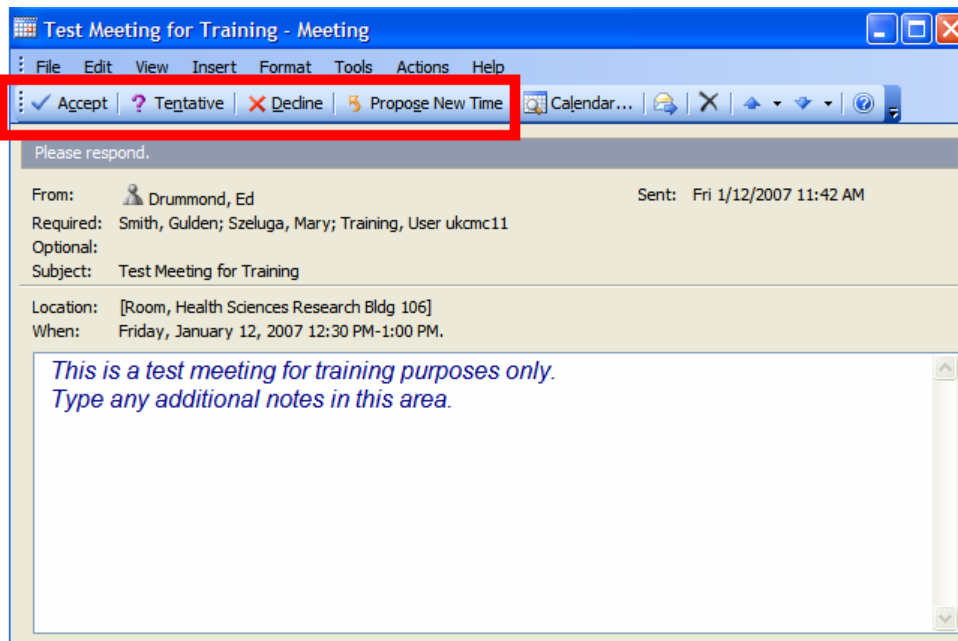 Test Meeting for Training - Meeting
File Edit View Insert Format Tools Actions Help
Accept Tentative Decline Propose New Time Calendar...
Please respond.
From: Drummond, Ed Sent: Fri 1/12/2007 11:42 AM
Required: Smith, Gulden; Szeluga, Mary; Training, User ukcmc11
Optional:
Subject: Test Meeting for Training
Location: [Room, Health Sciences Research Bldg 106]
When: Friday, January 12, 2007 12:30 PM-1:00 PM.
This is a test meeting for training purposes only.
Type any additional notes in this area.